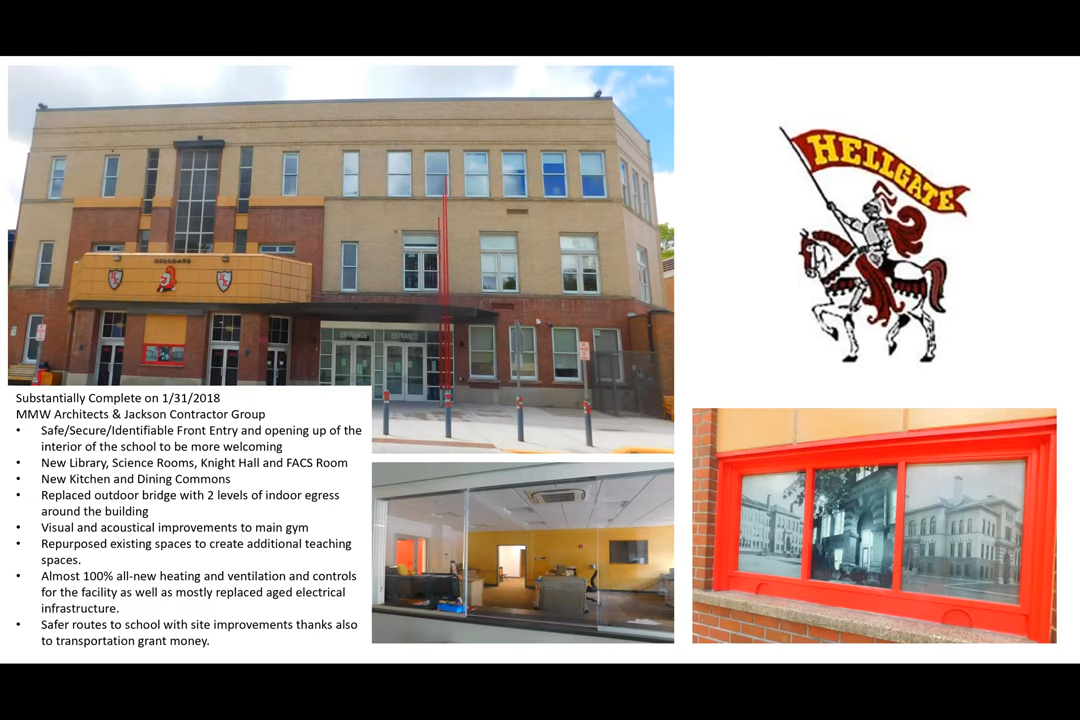 HELLGATE
ENTRANCE ENTRANCE
HELLGATE
Substantially Complete on 1/31/2018
MMW Architects & Jackson Contractor Group
• Safe/Secure/Identifiable Front Entry and opening up of the
interior of the school to be more welcoming
• New Library, Science Rooms, Knight Hall and FACS Room
• New Kitchen and Dining Commons
• Replaced outdoor bridge with 2 levels of indoor egress
around the building
• Visual and acoustical improvements to main gym
• Repurposed existing spaces to create additional teaching
spaces.
• Almost 100% all-new heating and ventilation and controls
for the facility as well as mostly replaced aged electrical
infrastructure.
• Safer routes to school with site improvements thanks also
to transportation grant money.